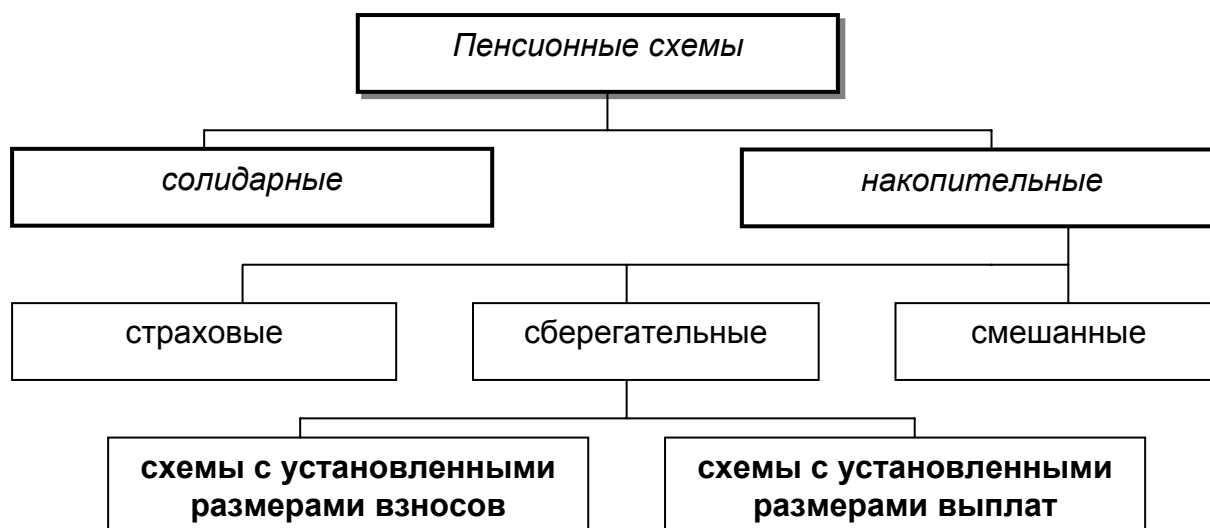 Пенсионные схемы
солидарные
накопительные
страховые
сберегательные
смешанные
схемы с установленными
размерами взносов
схемы с установленными
размерами выплат